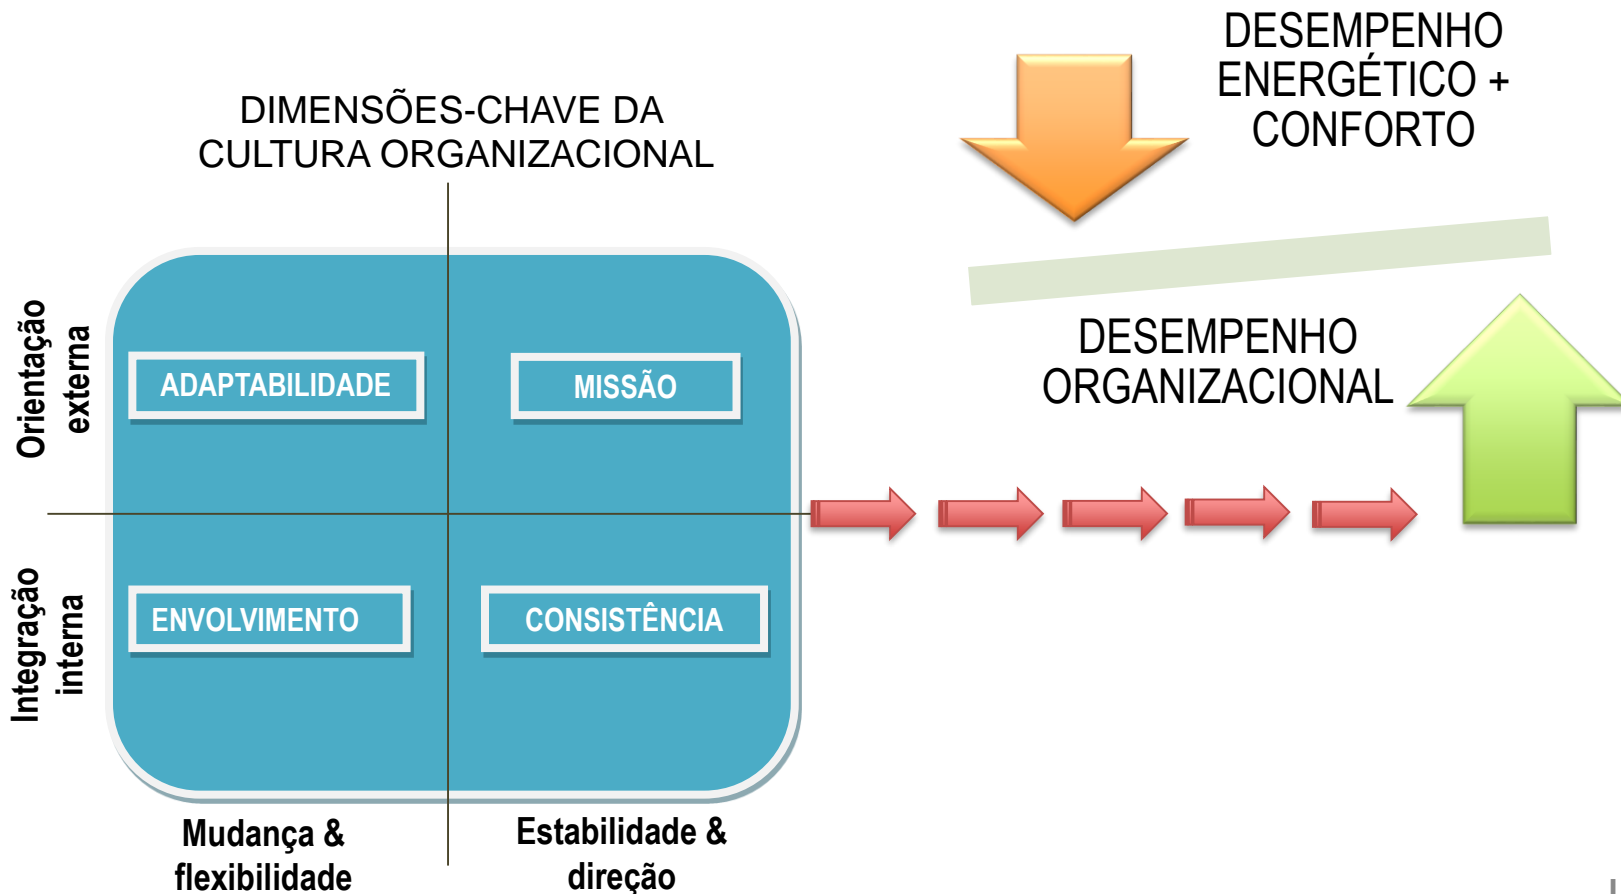 DIMENSÕES-CHAVE DA
CULTURA ORGANIZACIONAL
Orientação
externa
Integração
interna
ADAPTABILIDADE
MISSÃO
ENVOLVIMENTO
CONSISTÊNCIA
Mudança &
flexibilidade
Estabilidade &
direção
DESEMPENHO
ENERGÉTICO +
CONFORTO
DESEMPENHO
ORGANIZACIONAL